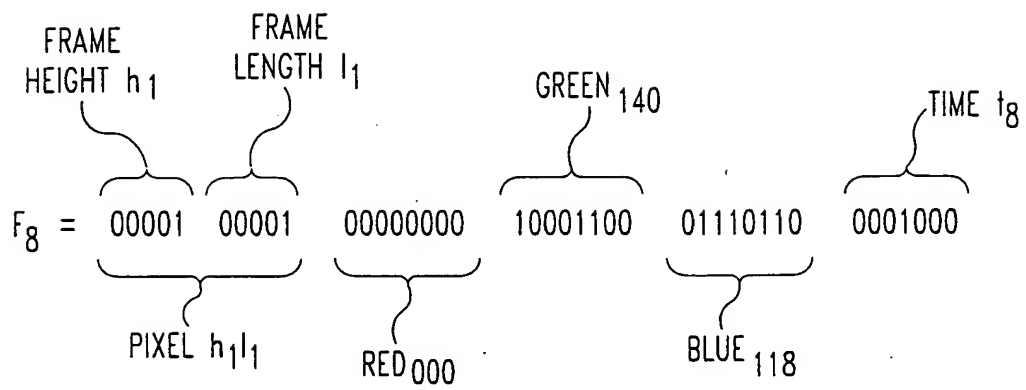 FRAME
HEIGHT h1
FRAME
LENGTH l1
GREEN 140
TIME t8
F8 = 00001 00001 00000000 10001100 01110110 0001000
PIXEL h1l1
RED 000
BLUE 118